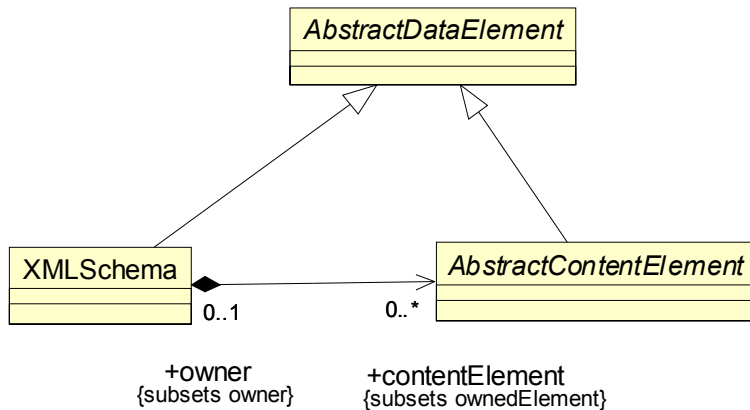 AbstractDataElement
XMLSchema
AbstractContentElement
0..1
0..*
+owner
{subsets owner}
+contentElement
{subsets ownedElement}